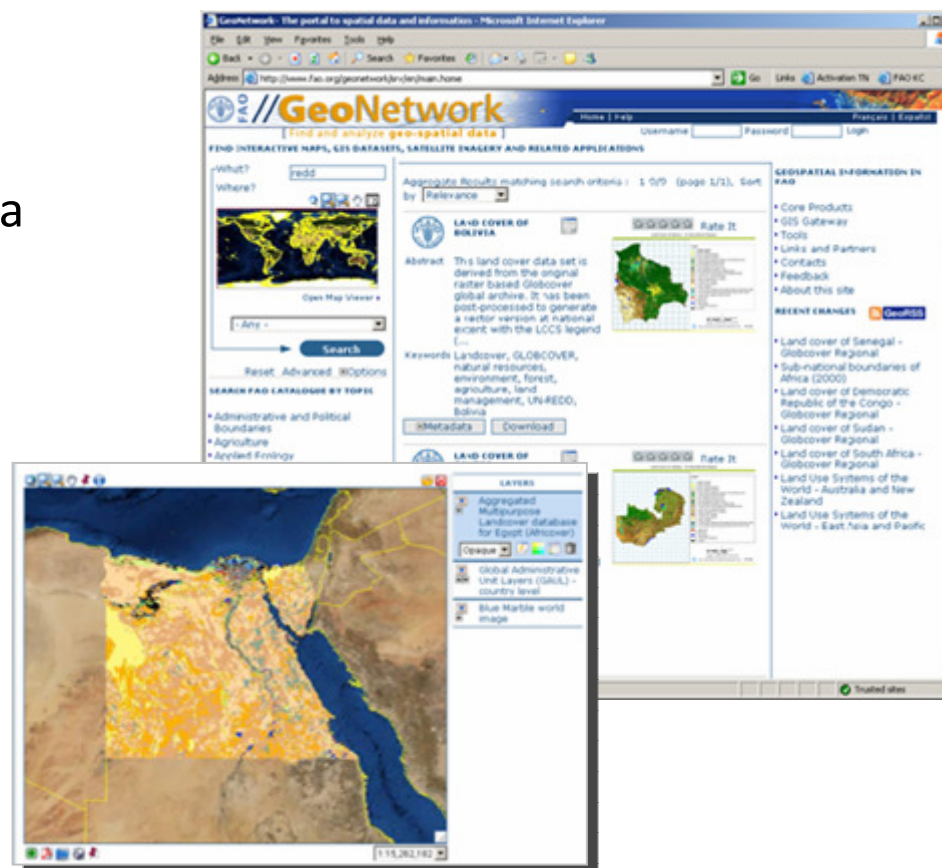 GeoNetwork - The portal to spatial data and information - Microsoft Internet Explorer
File Edit View Favorites Tools Help
Back Search Favorites
Address http://www.fao.org/geonetwork/srv/en/main.home Go Links Activation TN FAO KC
FAO //GeoNetwork
Home | Help Français | Español
[ Find and analyze geo-spatial data ]
Username Password Login
FIND INTERACTIVE MAPS, GIS DATASETS, SATELLITE IMAGERY AND RELATED APPLICATIONS
What? redd
Where?
Open Map Viewer
- Any -
Search
Reset Advanced Options
SEARCH FAO CATALOGUE BY TOPIC
Administrative and Political
Boundaries
Agriculture
Applied Ecology
a
Aggregate Results matching search criteria : 1-9/9 (page 1/1), Sort
by Relevance
LAND COVER OF
BOLIVIA
Rate It
Abstract This land cover data set is
derived from the original
raster based Globcover
global archive. It has been
post-processed to generate
a vector version at national
extent with the LCCS legend
(...
Keywords Landcover, GLOBCOVER,
natural resources,
environment, forest,
agriculture, land
management, UN-REDD,
Bolivia
Metadata Download
LAND COVER OF
Rate It
GEOSPATIAL INFORMATION IN
FAO
Core Products
GIS Gateway
Tools
Links and Partners
Contacts
Feedback
About this site
RECENT CHANGES GeoRSS
Land cover of Senegal -
Globcover Regional
Sub-national boundaries of
Africa (2000)
Land cover of Democratic
Republic of the Congo -
Globcover Regional
Land cover of Sudan -
Globcover Regional
Land cover of South Africa -
Globcover Regional
Land Use Systems of the
World - Australia and New
Zealand
Land Use Systems of the
World - East Asia and Pacific
Trusted sites
LAYERS
Aggregated
Multipurpose
Landcover database
for Egypt (Africover)
Opaque
Global Administrative
Unit Layers (GAUL) -
country level
Blue Marble world
image
1:15,262,182